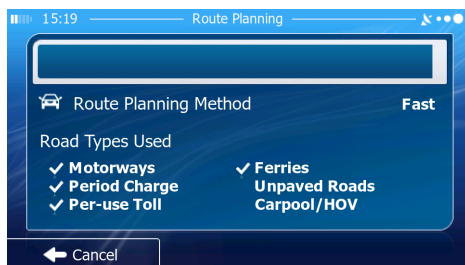 15:19 Route Planning
Route Planning Method Fast
Road Types Used
Motorways Ferries
Period Charge Unpaved Roads
Per-use Toll Carpool/HOV
Cancel